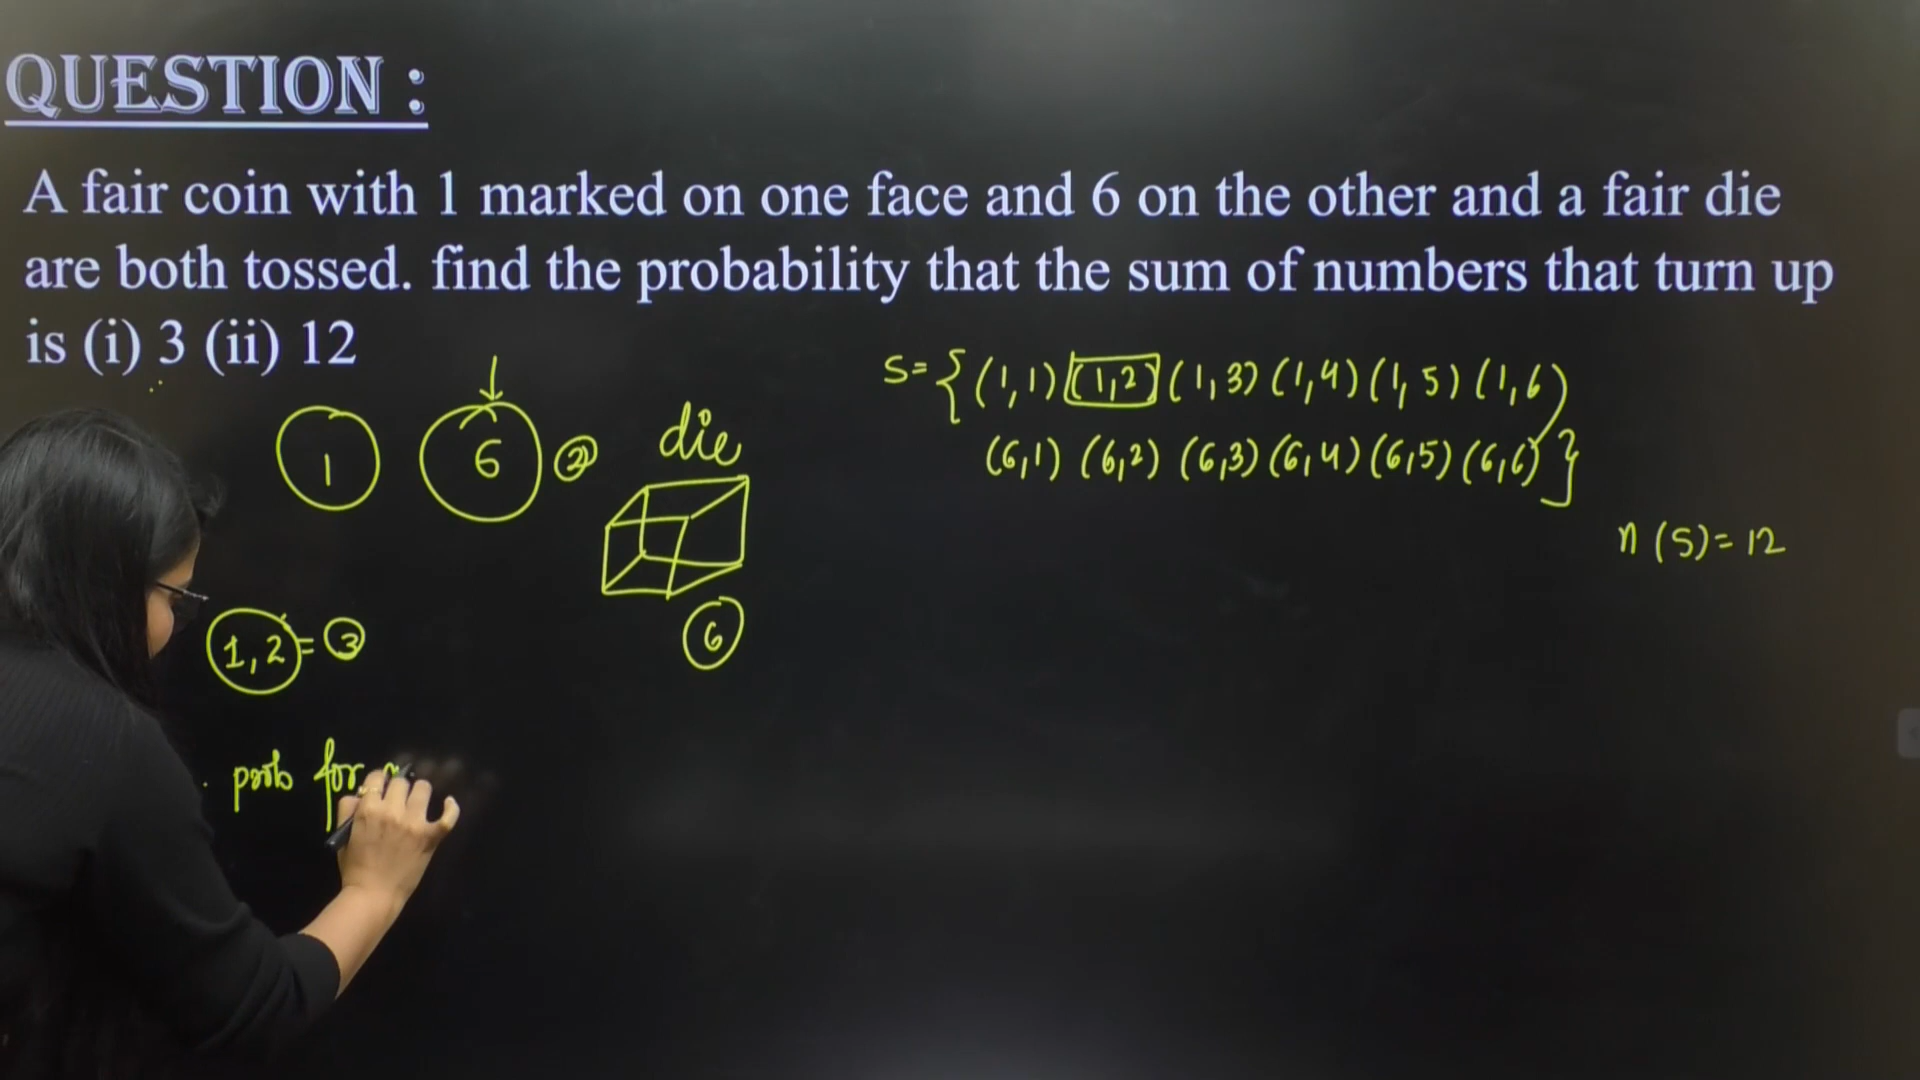 QUESTION :
A fair coin with 1 marked on one face and 6 on the other and a fair die
are both tossed. find the probability that the sum of numbers that turn up
is (i) 3 (ii) 12
S = { (1,1) (1,2) (1,3) (1,4) (1,5) (1,6)
(6,1) (6,2) (6,3) (6,4) (6,5) (6,6) }
n (S) = 12
1
6
2
die
6
1, 2 = 3
prob for